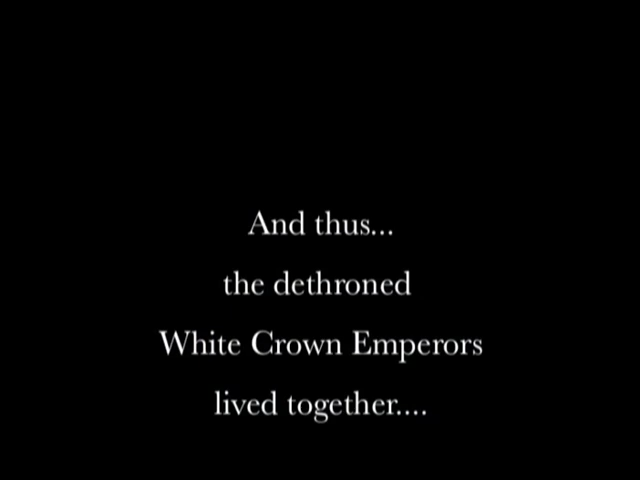 And thus...
the dethroned
White Crown Emperors
lived together....